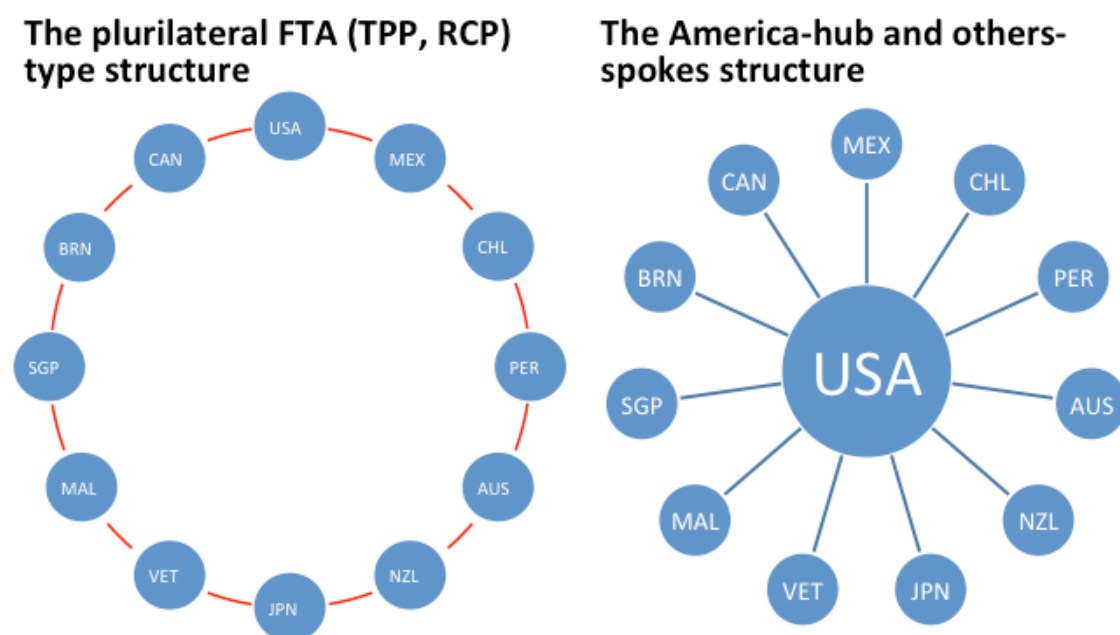 The plurilateral FTA (TPP, RCP)
type structure
USA
MEX
CHL
PER
AUS
NZL
JPN
VET
MAL
SGP
BRN
CAN
The America-hub and others-
spokes structure
MEX
CHL
PER
AUS
NZL
JPN
VET
MAL
SGP
BRN
CAN
USA